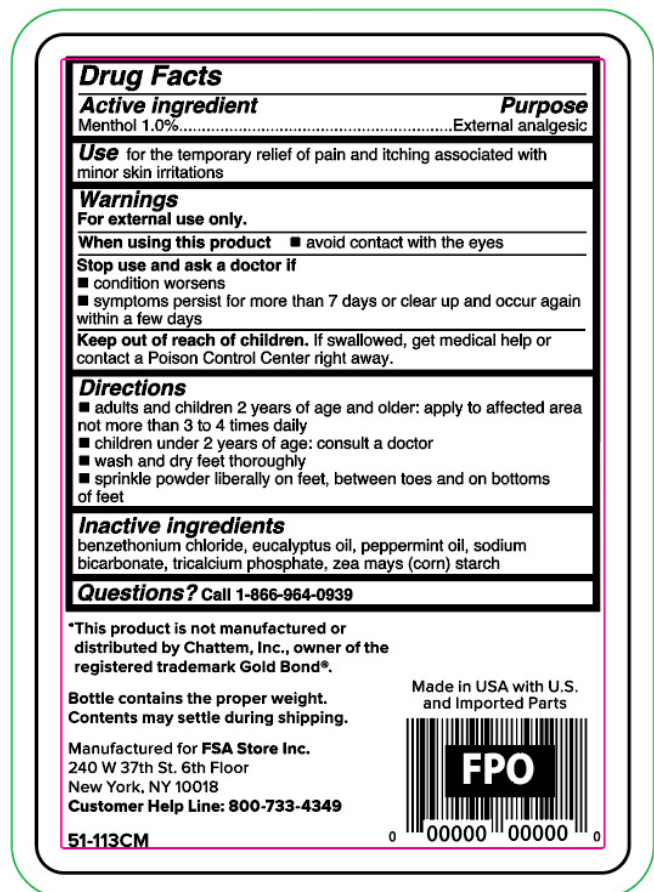 Drug Facts
Active ingredient Purpose
Menthol 1.0%............................................................External analgesic
Use for the temporary relief of pain and itching associated with
minor skin irritations
Warnings
For external use only.
When using this product ■ avoid contact with the eyes
Stop use and ask a doctor if
■ condition worsens
■ symptoms persist for more than 7 days or clear up and occur again
within a few days
Keep out of reach of children. If swallowed, get medical help or
contact a Poison Control Center right away.
Directions
■ adults and children 2 years of age and older: apply to affected area
not more than 3 to 4 times daily
■ children under 2 years of age: consult a doctor
■ wash and dry feet thoroughly
■ sprinkle powder liberally on feet, between toes and on bottoms
of feet
Inactive ingredients
benzethonium chloride, eucalyptus oil, peppermint oil, sodium
bicarbonate, tricalcium phosphate, zea mays (corn) starch
Questions? Call 1-866-964-0939
*This product is not manufactured or
distributed by Chattem, Inc., owner of the
registered trademark Gold Bond®.
Bottle contains the proper weight.
Contents may settle during shipping.
Manufactured for FSA Store Inc.
240 W 37th St. 6th Floor
New York, NY 10018
Customer Help Line: 800-733-4349
51-113CM
Made in USA with U.S.
and Imported Parts
FPO
0 00000 00000 0